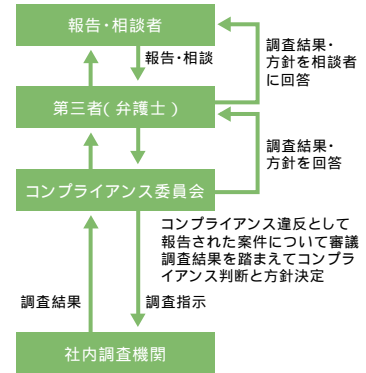 報告・相談者
報告・相談
調査結果・
方針を相談者
に回答
第三者( 弁護士 )
調査結果・
方針を回答
コンプライアンス委員会
コンプライアンス違反として
報告された案件について審議
調査結果を踏まえてコンプラ
イアンス判断と方針決定
調査結果
調査指示
社内調査機関